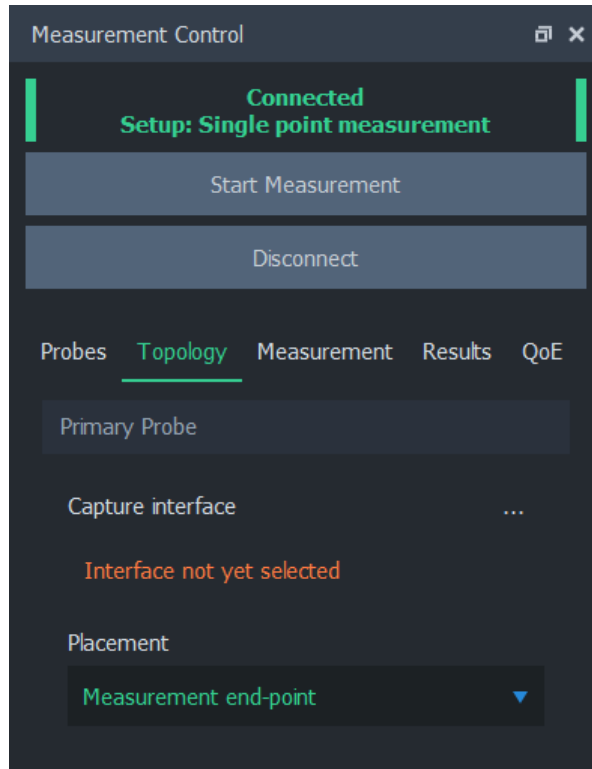 Measurement Control
Connected
Setup: Single point measurement
Start Measurement
Disconnect
Probes Topology Measurement Results QoE
Primary Probe
Capture interface ...
Interface not yet selected
Placement
Measurement end-point